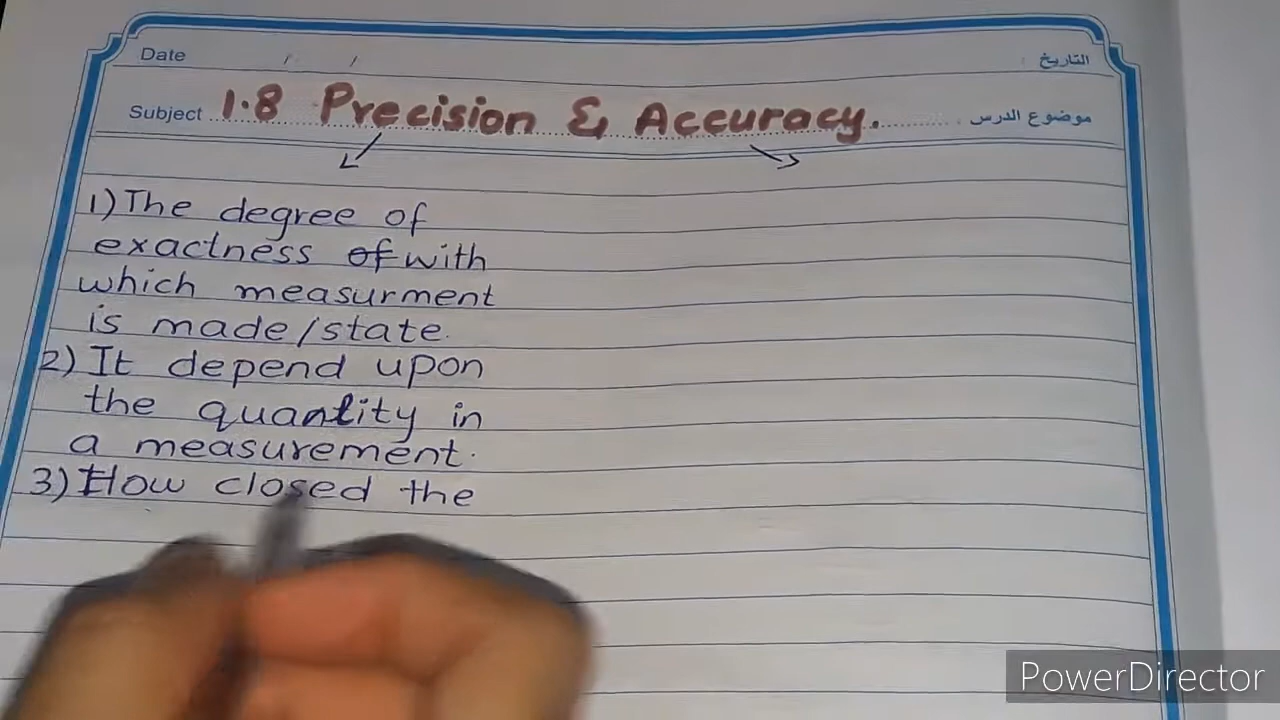 Date / / التاريخ
Subject 1.8 Precision & Accuracy. موضوع الدرس
1) The degree of
exactness of with
which measurment
is made/state.
2) It depend upon
the quantity in
a measurement.
3) How closed the
PowerDirector